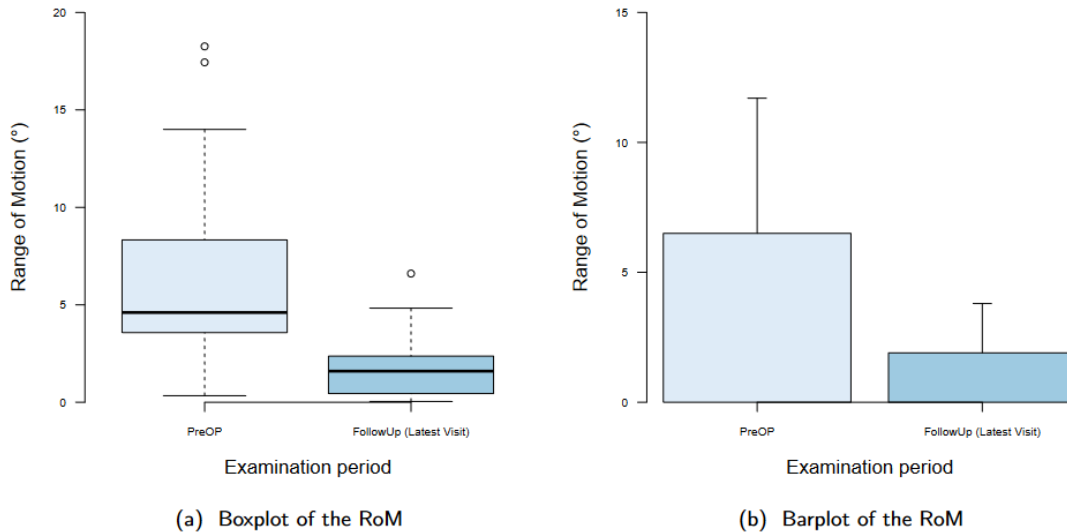 20
15
10
5
0
Range of Motion (°)
PreOP
FollowUp (Latest Visit)
Examination period
(a) Boxplot of the RoM
15
10
5
0
Range of Motion (°)
PreOP
FollowUp (Latest Visit)
Examination period
(b) Barplot of the RoM